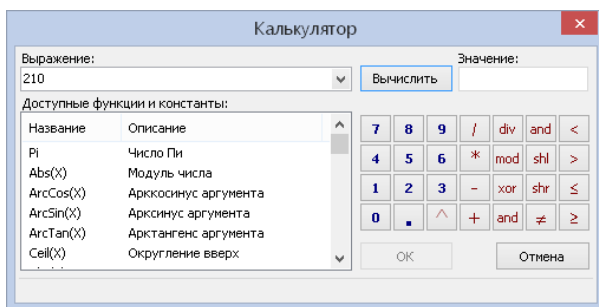 Калькулятор
Выражение:
Значение:
210
Вычислить
Доступные функции и константы:
Название Описание
Pi Число Пи
Abs(X) Модуль числа
ArcCos(X) Арккосинус аргумента
ArcSin(X) Арксинус аргумента
ArcTan(X) Арктангенс аргумента
Ceil(X) Округление вверх
7 8 9 / div and <
4 5 6 * mod shl >
1 2 3 - xor shr ≤
0 . ^ + and ≠ ≥
ОК Отмена